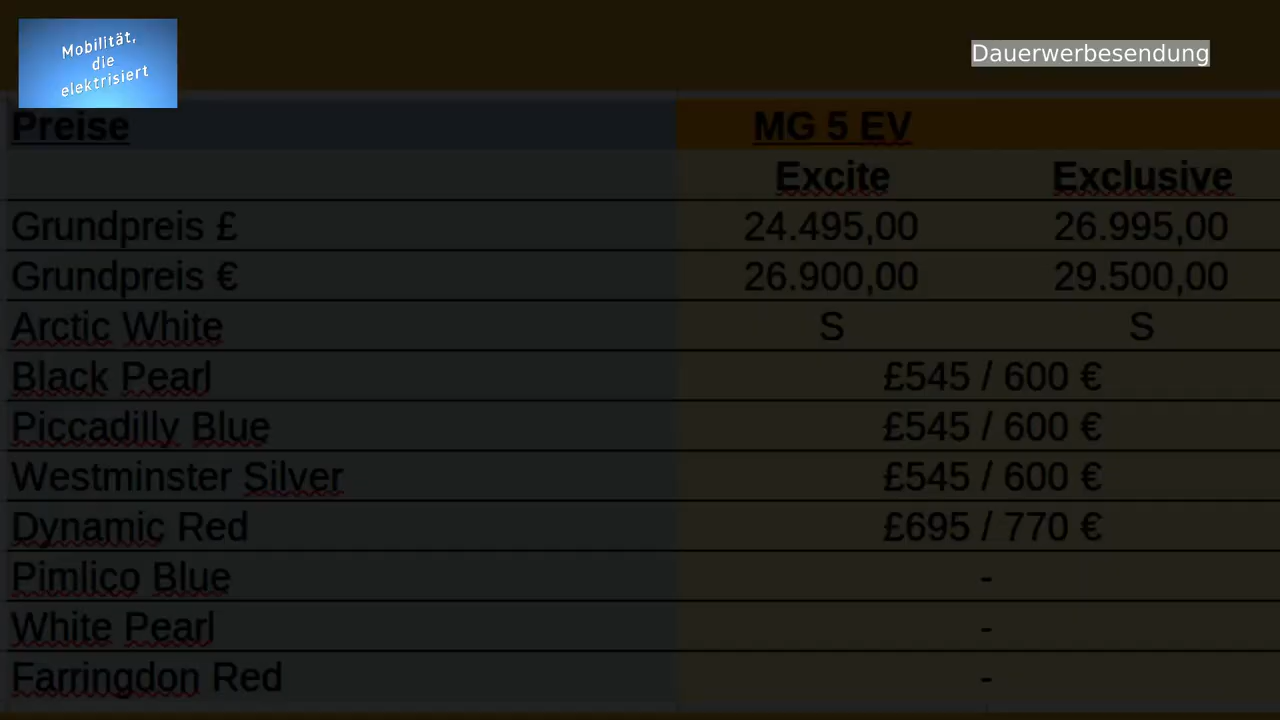 Mobilität,
die
elektrisiert
Dauerwerbesendung
Preise MG 5 EV
Excite Exclusive
Grundpreis £ 24.495,00 26.995,00
Grundpreis € 26.900,00 29.500,00
Arctic White S S
Black Pearl £545 / 600 €
Piccadilly Blue £545 / 600 €
Westminster Silver £545 / 600 €
Dynamic Red £695 / 770 €
Pimlico Blue -
White Pearl -
Farringdon Red -